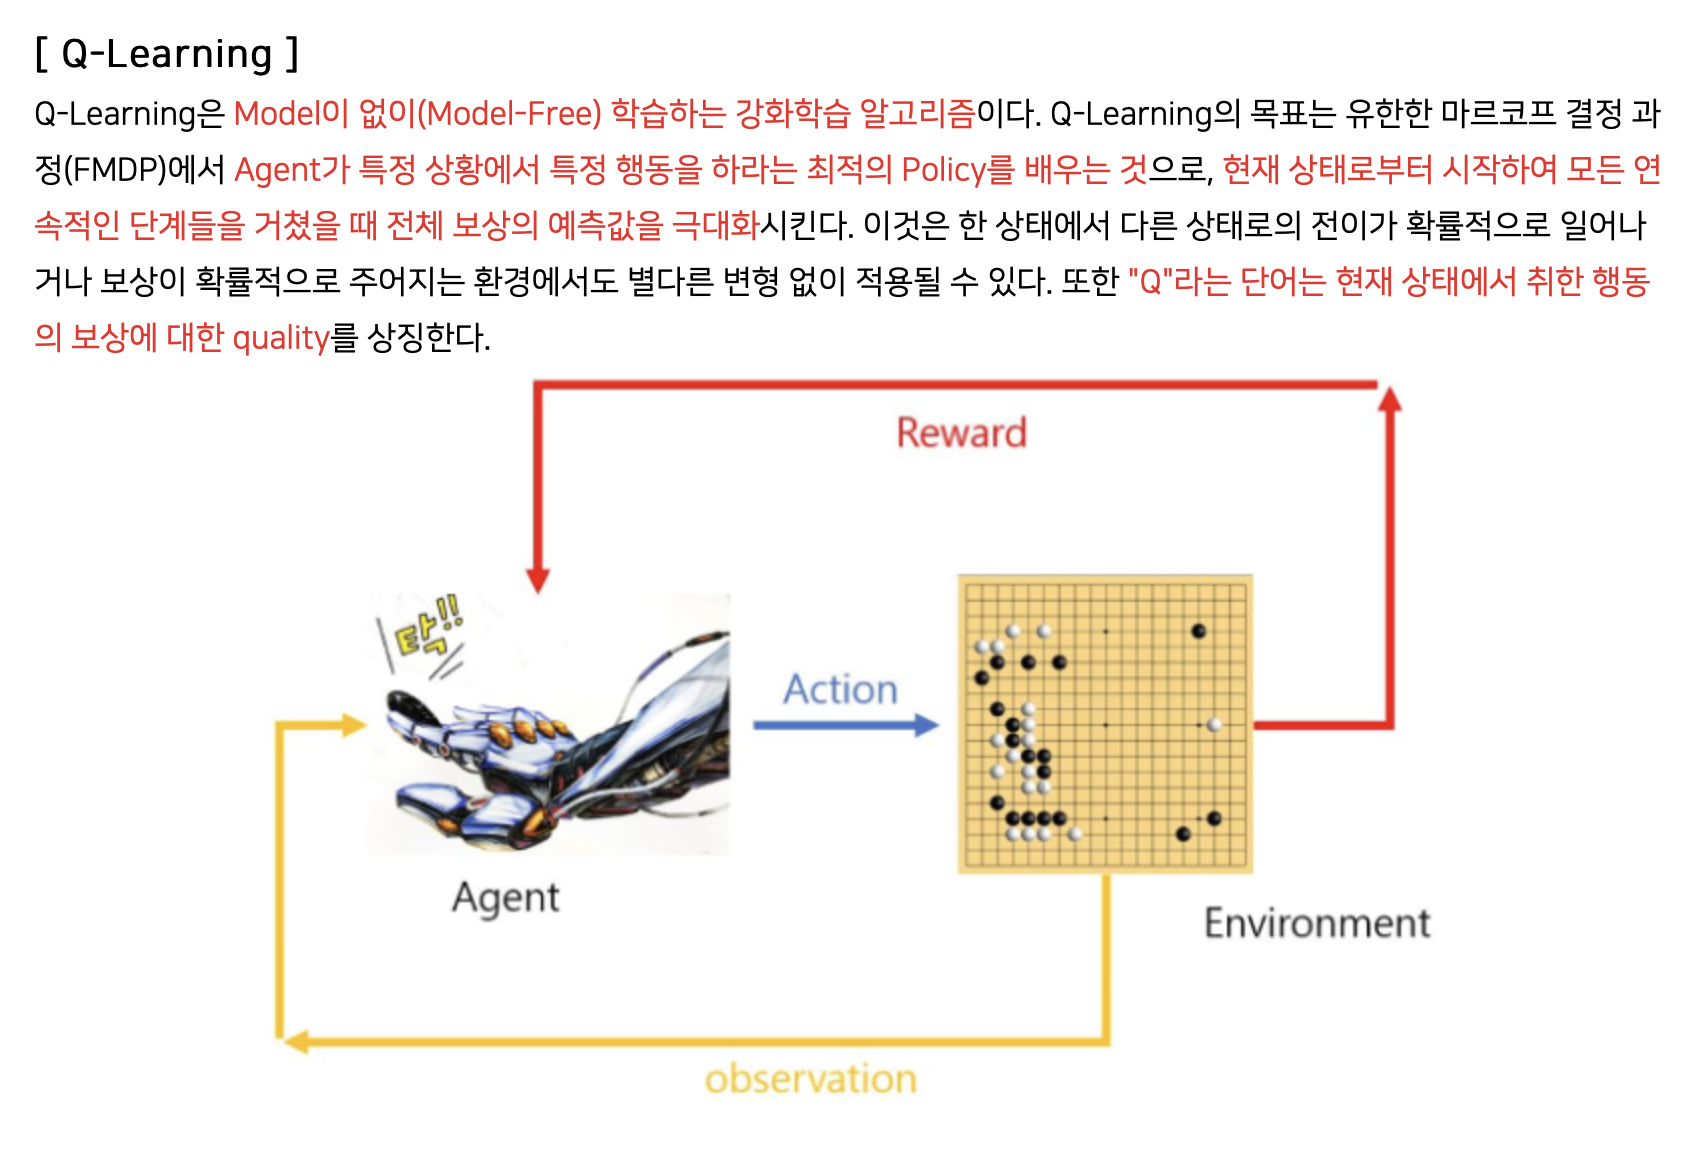 [ Q-Learning ]
Q-Learning은 Model이 없이(Model-Free) 학습하는 강화학습 알고리즘이다. Q-Learning의 목표는 유한한 마르코프 결정 과
정(FMDP)에서 Agent가 특정 상황에서 특정 행동을 하라는 최적의 Policy를 배우는 것으로, 현재 상태로부터 시작하여 모든 연
속적인 단계들을 거쳤을 때 전체 보상의 예측값을 극대화시킨다. 이것은 한 상태에서 다른 상태로의 전이가 확률적으로 일어나
거나 보상이 확률적으로 주어지는 환경에서도 별다른 변형 없이 적용될 수 있다. 또한 "Q"라는 단어는 현재 상태에서 취한 행동
의 보상에 대한 quality를 상징한다.
Reward
탁!!
Action
Agent
Environment
observation